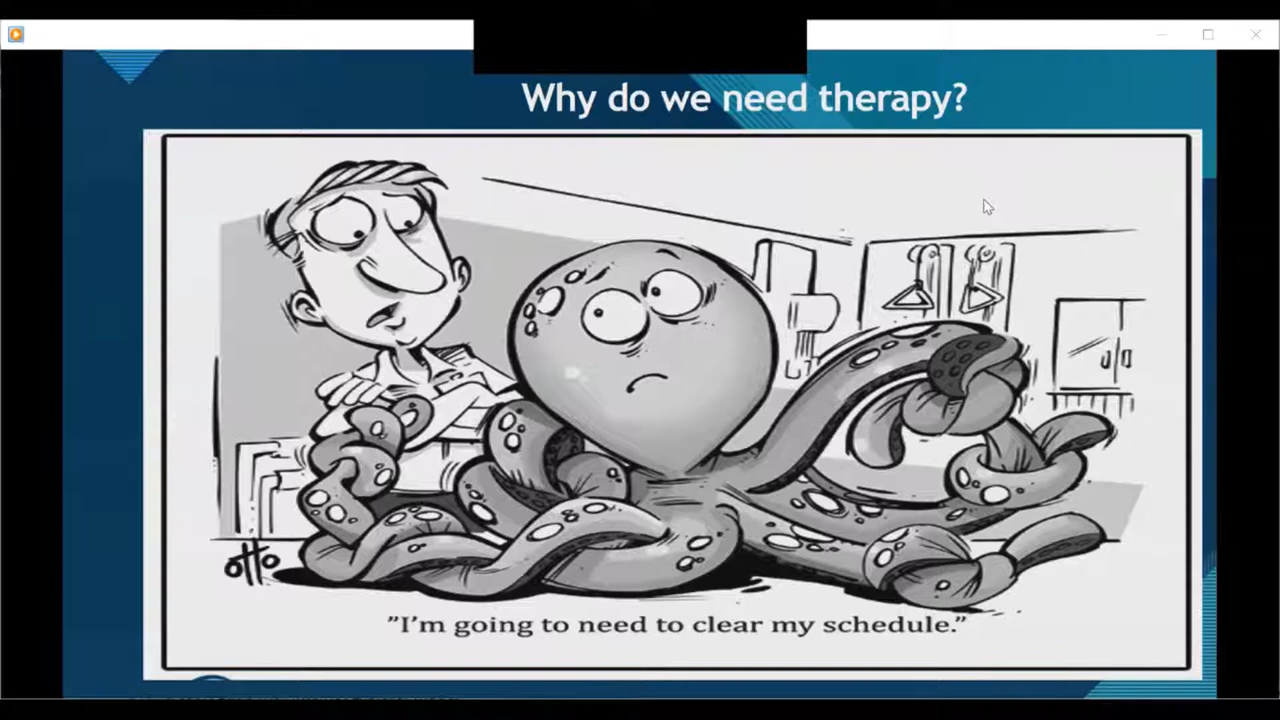 Why do we need therapy?
otto
"I'm going to need to clear my schedule."